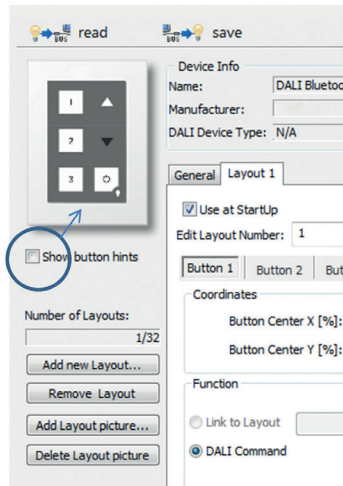 read
save
BUS
BUS
Device Info
Name: DALI Bluetoo
Manufacturer:
DALI Device Type: N/A
1
2
3
General
Layout 1
Use at StartUp
Edit Layout Number: 1
Show button hints
Button 1
Button 2
But
Coordinates
Button Center X [%]:
Button Center Y [%]:
Number of Layouts:
1/32
Add new Layout...
Remove Layout
Add Layout picture...
Delete Layout picture
Function
Link to Layout
DALI Command